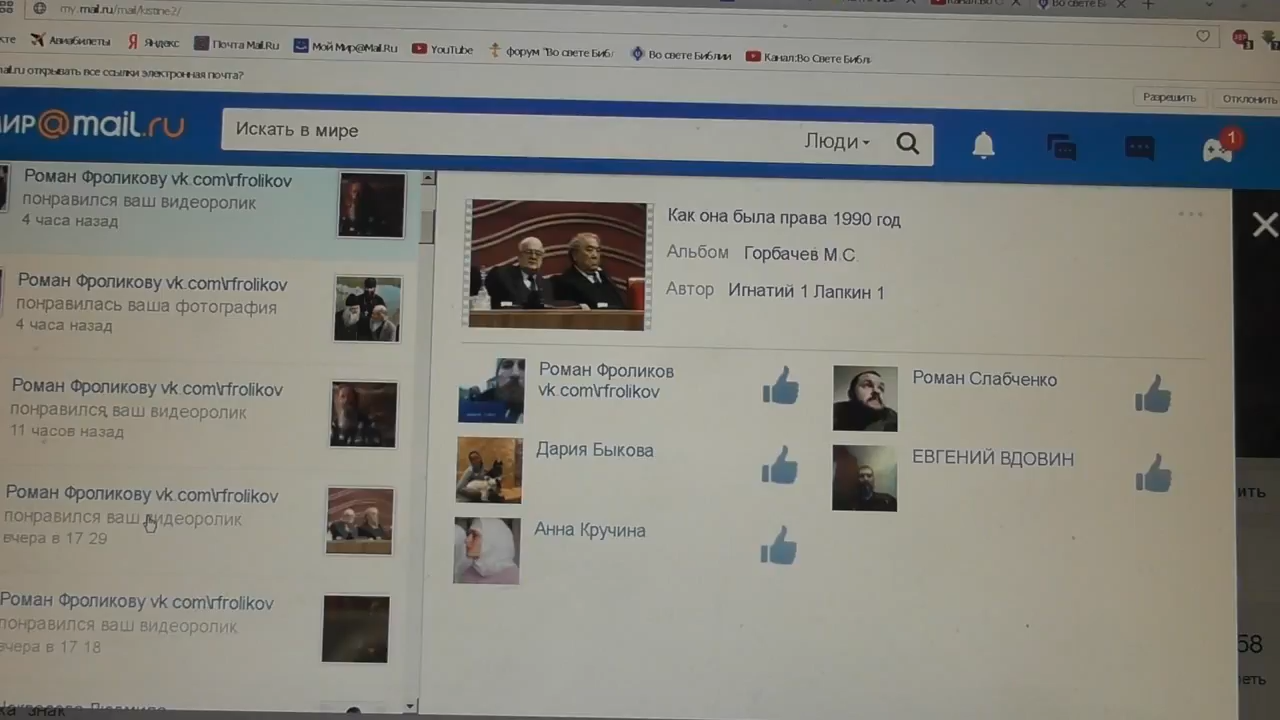 my.mail.ru/mail/kistine2/
Авиабилеты
Яндекс
Почта Mail.Ru
Мой Мир@Mail.Ru
YouTube
форум "Во свете Библ
Во свете Библии
Канал:Во Свете Библ
mail.ru открывать все ссылки электронная почта?
Разрешить
Отклонить
мир@mail.ru
Искать в мире
Люди
1
Роман Фроликову vk.com\rfrolikov
понравился ваш видеоролик
4 часа назад
Роман Фроликову vk.com\rfrolikov
понравилась ваша фотография
4 часа назад
Роман Фроликову vk.com\rfrolikov
понравился ваш видеоролик
11 часов назад
Роман Фроликову vk.com\rfrolikov
понравился ваш видеоролик
вчера в 17 29
Роман Фроликову vk.com\rfrolikov
понравился ваш видеоролик
вчера в 17 18
Как она была права 1990 год
Альбом Горбачев М.С.
Автор Игнатий 1 Лапкин 1
Роман Фроликов
vk.com\rfrolikov
Роман Слабченко
Дария Быкова
ЕВГЕНИЙ ВДОВИН
Анна Кручина
ить
58
еть